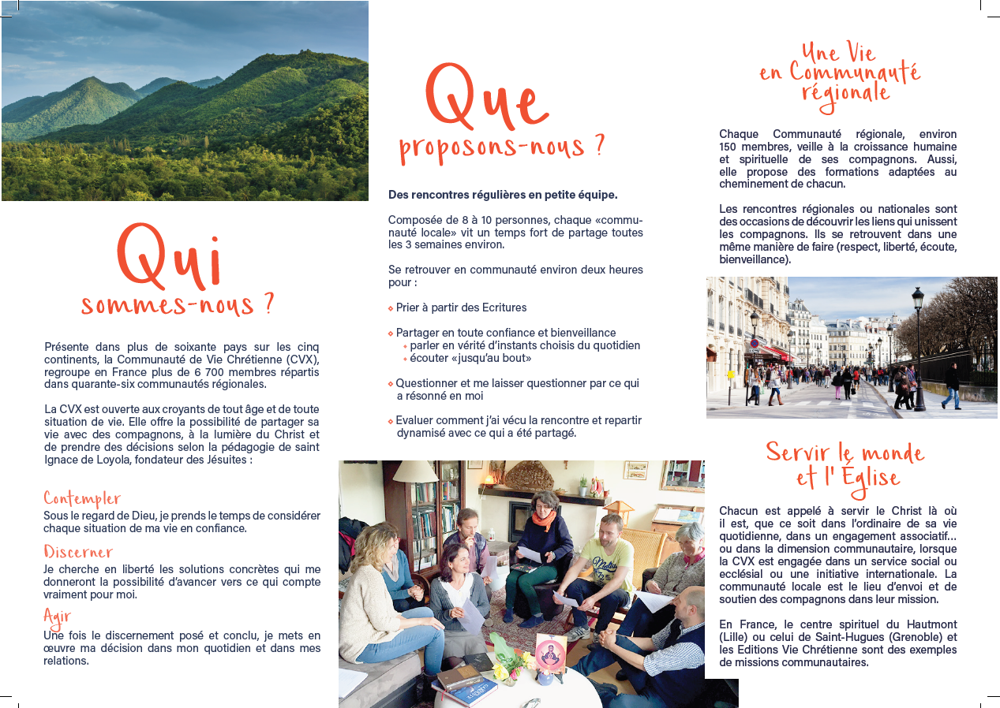 Qui
sommes-nous ?
Présente dans plus de soixante pays sur les cinq
continents, la Communauté de Vie Chrétienne (CVX),
regroupe en France plus de 6 700 membres répartis
dans quarante-six communautés régionales.
La CVX est ouverte aux croyants de tout âge et de toute
situation de vie. Elle offre la possibilité de partager sa
vie avec des compagnons, à la lumière du Christ et
de prendre des décisions selon la pédagogie de saint
Ignace de Loyola, fondateur des Jésuites :
Contempler
Sous le regard de Dieu, je prends le temps de considérer
chaque situation de ma vie en confiance.
Discerner
Je cherche en liberté les solutions concrètes qui me
donneront la possibilité d’avancer vers ce qui compte
vraiment pour moi.
Agir
Une fois le discernement posé et conclu, je mets en
œuvre ma décision dans mon quotidien et dans mes
relations.
Que
proposons-nous ?
Des rencontres régulières en petite équipe.
Composée de 8 à 10 personnes, chaque «commu-
nauté locale» vit un temps fort de partage toutes
les 3 semaines environ.
Se retrouver en communauté environ deux heures
pour :
Prier à partir des Ecritures
Partager en toute confiance et bienveillance
parler en vérité d’instants choisis du quotidien
écouter «jusqu’au bout»
Questionner et me laisser questionner par ce qui
a résonné en moi
Evaluer comment j’ai vécu la rencontre et repartir
dynamisé avec ce qui a été partagé.
Une Vie
en Communauté
régionale
Chaque Communauté régionale, environ
150 membres, veille à la croissance humaine
et spirituelle de ses compagnons. Aussi,
elle propose des formations adaptées au
cheminement de chacun.
Les rencontres régionales ou nationales sont
des occasions de découvrir les liens qui unissent
les compagnons. Ils se retrouvent dans une
même manière de faire (respect, liberté, écoute,
bienveillance).
Servir le monde
et l' Église
Chacun est appelé à servir le Christ là où
il est, que ce soit dans l’ordinaire de sa vie
quotidienne, dans un engagement associatif...
ou dans la dimension communautaire, lorsque
la CVX est engagée dans un service social ou
ecclésial ou une initiative internationale. La
communauté locale est le lieu d’envoi et de
soutien des compagnons dans leur mission.
En France, le centre spirituel du Hautmont
(Lille) ou celui de Saint-Hugues (Grenoble) et
les Editions Vie Chrétienne sont des exemples
de missions communautaires.